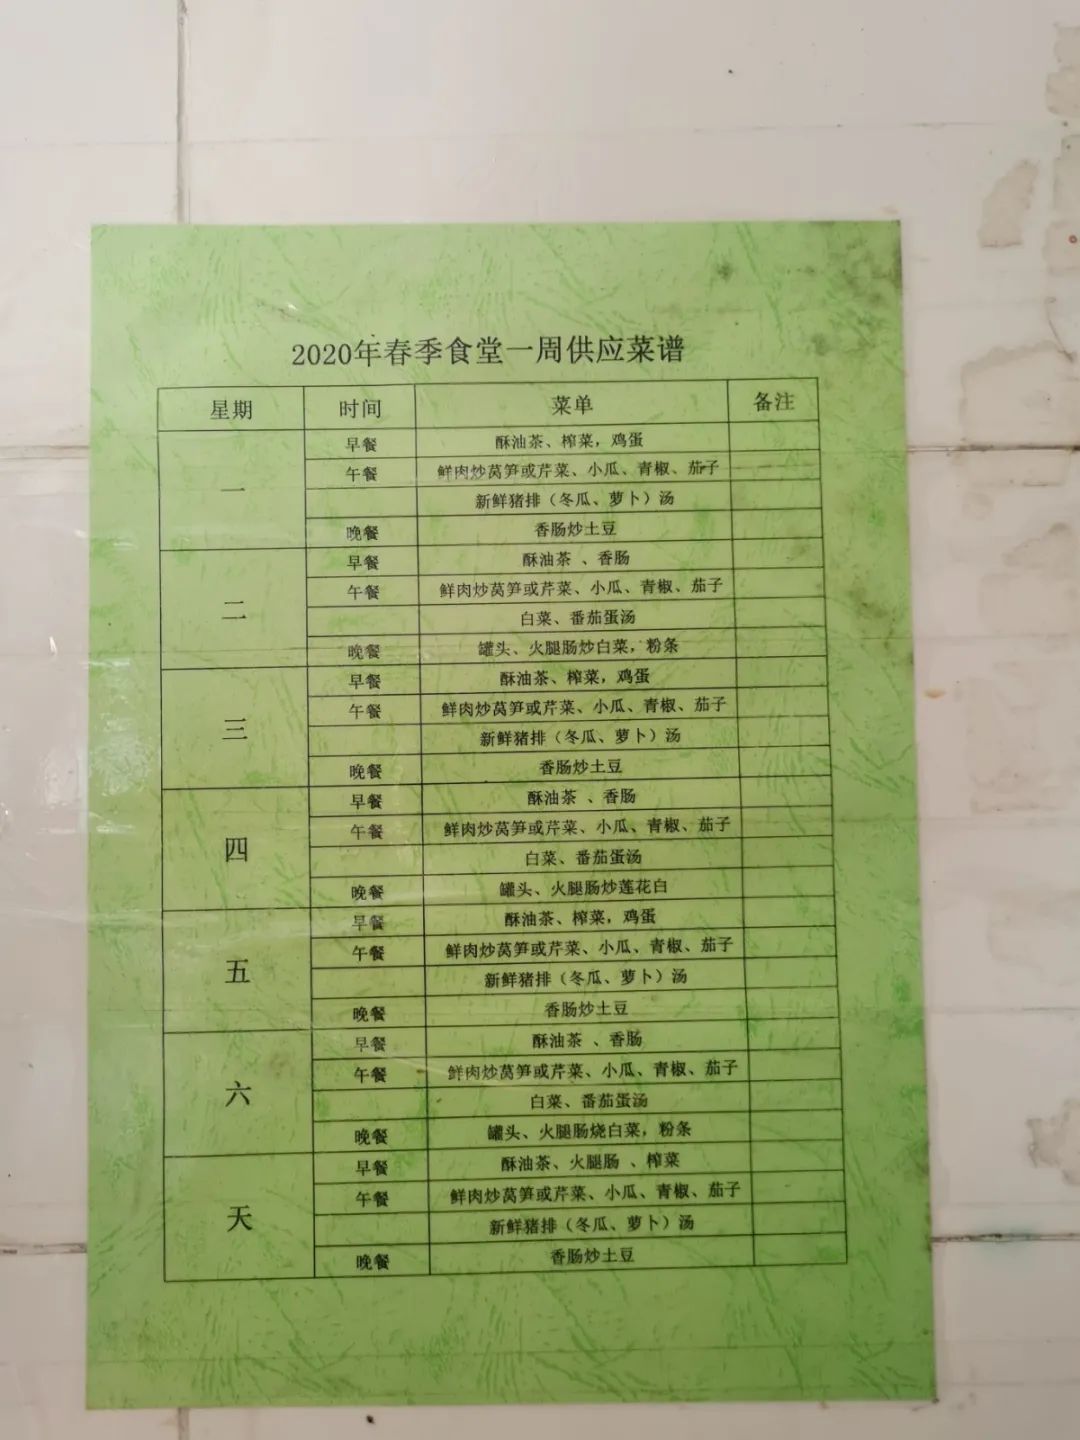 2020年春季食堂一周供应菜谱
星期 时间 菜单 备注
一 早餐 酥油茶、榨菜，鸡蛋
午餐 鲜肉炒莴笋或芹菜、小瓜、青椒、茄子
新鲜猪排（冬瓜、萝卜）汤
晚餐 香肠炒土豆
二 早餐 酥油茶 、香肠
午餐 鲜肉炒莴笋或芹菜、小瓜、青椒、茄子
白菜、番茄蛋汤
晚餐 罐头、火腿肠炒白菜，粉条
三 早餐 酥油茶、榨菜，鸡蛋
午餐 鲜肉炒莴笋或芹菜、小瓜、青椒、茄子
新鲜猪排（冬瓜、萝卜）汤
晚餐 香肠炒土豆
四 早餐 酥油茶 、香肠
午餐 鲜肉炒莴笋或芹菜、小瓜、青椒、茄子
白菜、番茄蛋汤
晚餐 罐头、火腿肠炒莲花白
五 早餐 酥油茶、榨菜，鸡蛋
午餐 鲜肉炒莴笋或芹菜、小瓜、青椒、茄子
新鲜猪排（冬瓜、萝卜）汤
晚餐 香肠炒土豆
六 早餐 酥油茶 、香肠
午餐 鲜肉炒莴笋或芹菜、小瓜、青椒、茄子
白菜、番茄蛋汤
晚餐 罐头、火腿肠烧白菜，粉条
天 早餐 酥油茶、火腿肠 、榨菜
午餐 鲜肉炒莴笋或芹菜、小瓜、青椒、茄子
新鲜猪排（冬瓜、萝卜）汤
晚餐 香肠炒土豆